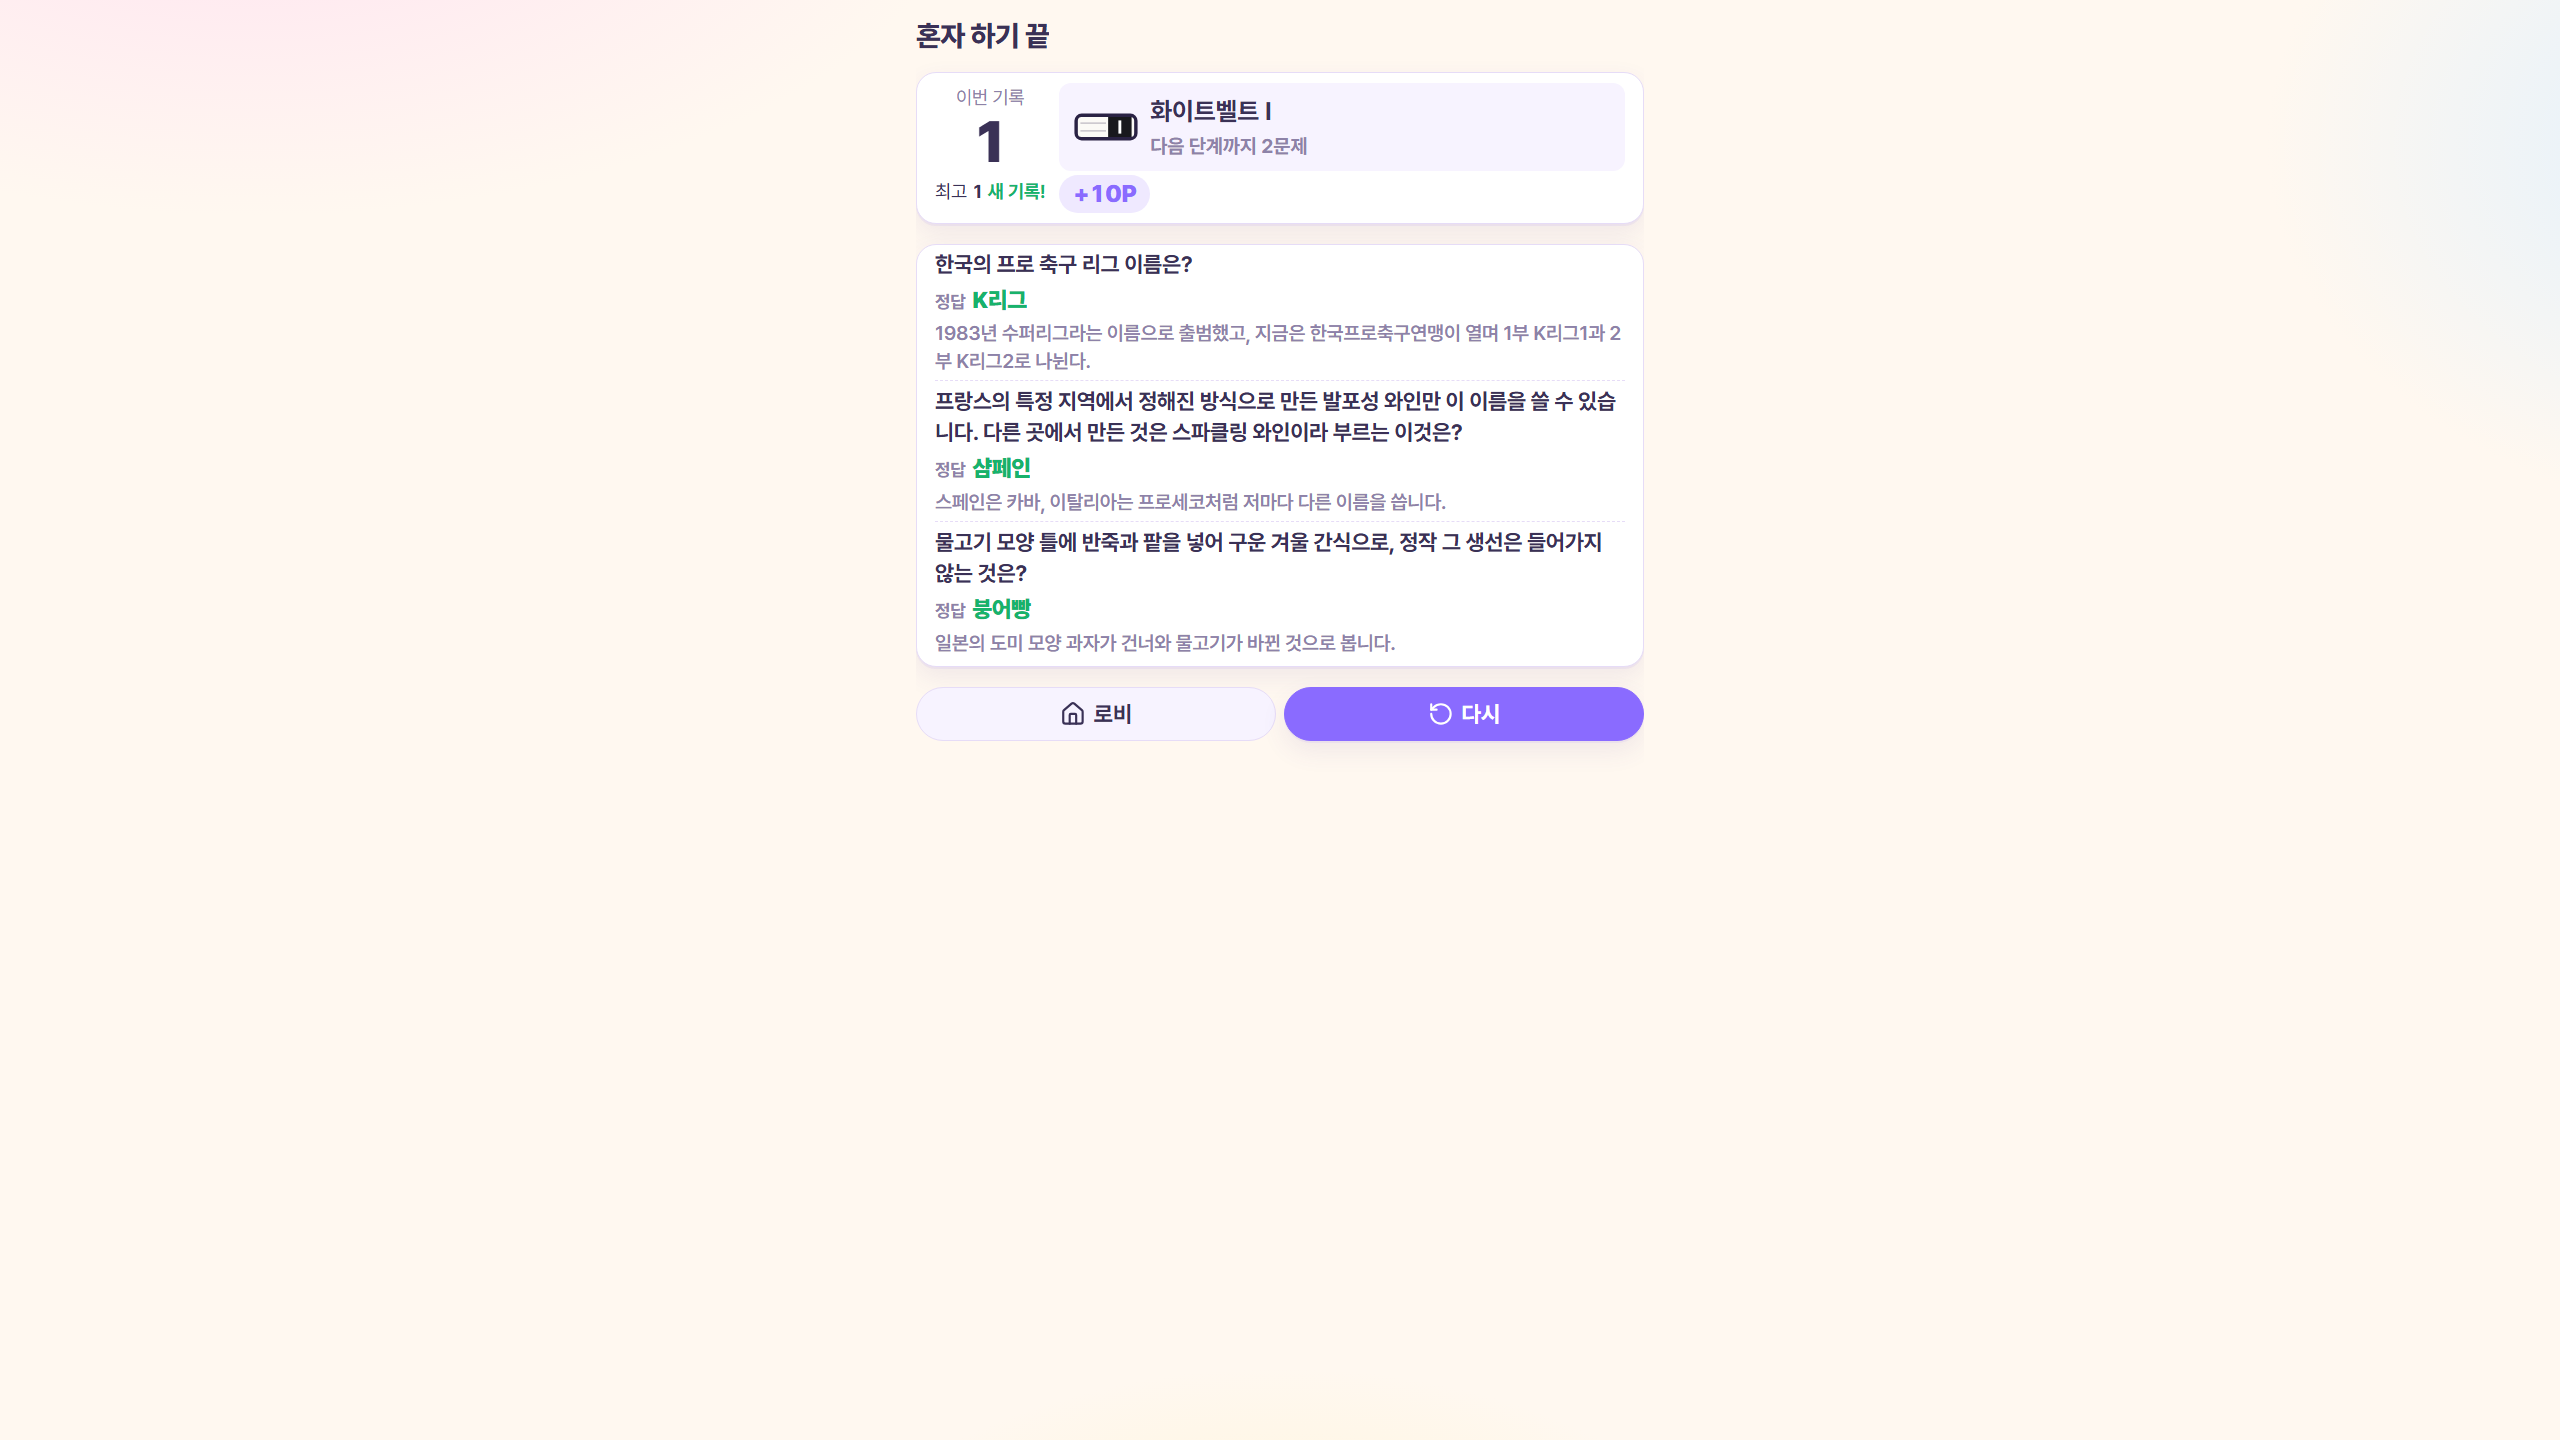 혼자 하기 끝
이번 기록
1
최고 1 새 기록!
화이트벨트 I
다음 단계까지 2문제
+10P
한국의 프로 축구 리그 이름은?
정답 K리그
1983년 수퍼리그라는 이름으로 출범했고, 지금은 한국프로축구연맹이 열며 1부 K리그1과 2
부 K리그2로 나뉜다.
프랑스의 특정 지역에서 정해진 방식으로 만든 발포성 와인만 이 이름을 쓸 수 있습
니다. 다른 곳에서 만든 것은 스파클링 와인이라 부르는 이것은?
정답 샴페인
스페인은 카바, 이탈리아는 프로세코처럼 저마다 다른 이름을 씁니다.
물고기 모양 틀에 반죽과 팥을 넣어 구운 겨울 간식으로, 정작 그 생선은 들어가지
않는 것은?
정답 붕어빵
일본의 도미 모양 과자가 건너와 물고기가 바뀐 것으로 봅니다.
로비
다시